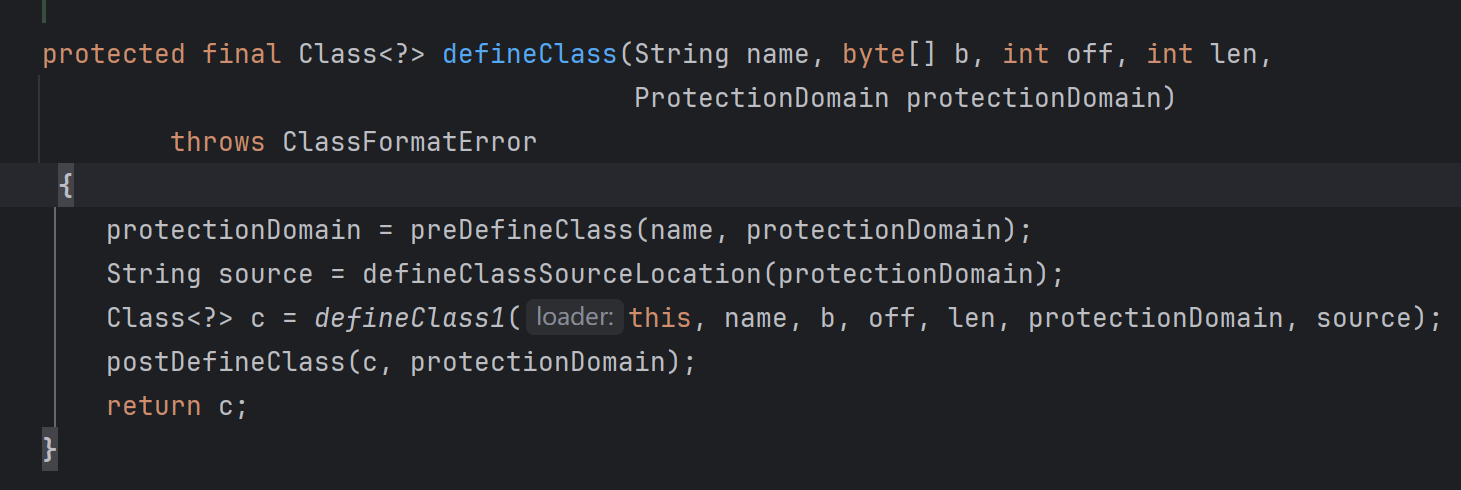 protected final Class<?> defineClass(String name, byte[] b, int off, int len,
                                     ProtectionDomain protectionDomain)
        throws ClassFormatError
{
    protectionDomain = preDefineClass(name, protectionDomain);
    String source = defineClassSourceLocation(protectionDomain);
    Class<?> c = defineClass1( loader: this, name, b, off, len, protectionDomain, source);
    postDefineClass(c, protectionDomain);
    return c;
}